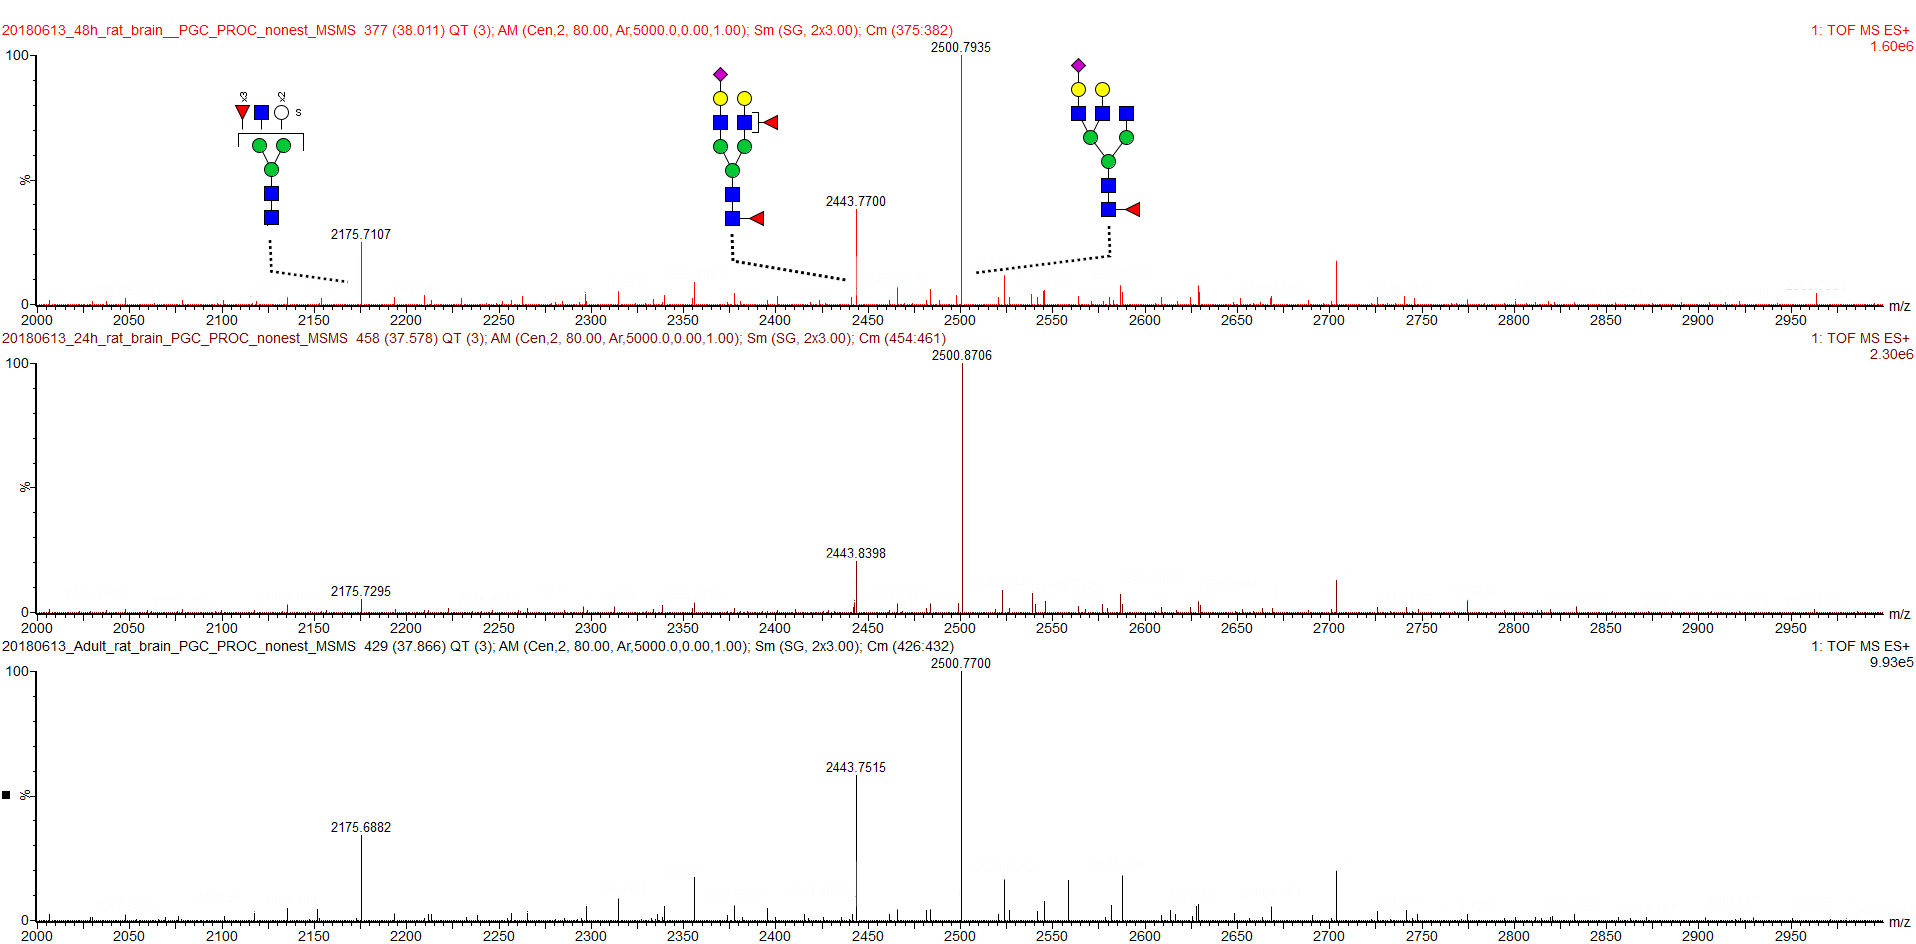 20180613_48h_rat_brain__PGC_PROC_nonest_MSMS 377 (38.011) QT (3); AM (Cen,2, 80.00, Ar,5000.0,0.00,1.00); Sm (SG, 2x3.00); Cm (375:382)
1: TOF MS ES+
1.60e6
100
%
0
x3
x2
s
2175.7107
2443.7700
2500.7935
2000 2050 2100 2150 2200 2250 2300 2350 2400 2450 2500 2550 2600 2650 2700 2750 2800 2850 2900 2950
m/z
20180613_24h_rat_brain_PGC_PROC_nonest_MSMS 458 (37.578) QT (3); AM (Cen,2, 80.00, Ar,5000.0,0.00,1.00); Sm (SG, 2x3.00); Cm (454:461)
1: TOF MS ES+
2.30e6
100
%
0
2175.7295
2443.8398
2500.8706
2000 2050 2100 2150 2200 2250 2300 2350 2400 2450 2500 2550 2600 2650 2700 2750 2800 2850 2900 2950
m/z
20180613_Adult_rat_brain_PGC_PROC_nonest_MSMS 429 (37.866) QT (3); AM (Cen,2, 80.00, Ar,5000.0,0.00,1.00); Sm (SG, 2x3.00); Cm (426:432)
1: TOF MS ES+
9.93e5
100
%
0
2175.6882
2443.7515
2500.7700
2000 2050 2100 2150 2200 2250 2300 2350 2400 2450 2500 2550 2600 2650 2700 2750 2800 2850 2900 2950
m/z